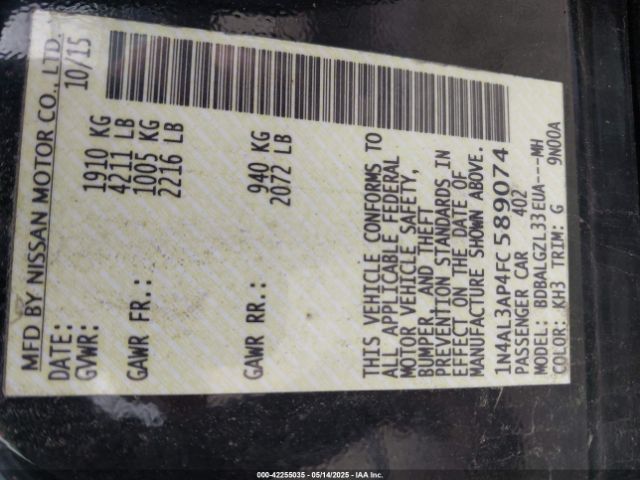 MFD BY NISSAN MOTOR CO., LTD.
DATE: 10/15
GVWR: 1910 KG
4211 LB
GAWR FR.: 1005 KG
2216 LB
GAWR RR.: 940 KG
2072 LB
THIS VEHICLE CONFORMS TO
ALL APPLICABLE FEDERAL
MOTOR VEHICLE SAFETY,
BUMPER, AND THEFT
PREVENTION STANDARDS IN
EFFECT ON THE DATE OF
MANUFACTURE SHOWN ABOVE.
1N4AL3AP4FC589074
PASSENGER CAR 402
MODEL: BDBALGZL33EUA---MH
COLOR: KH3 TRIM: G 9N00A
000-42255035 - 05/14/2025 - IAA Inc.